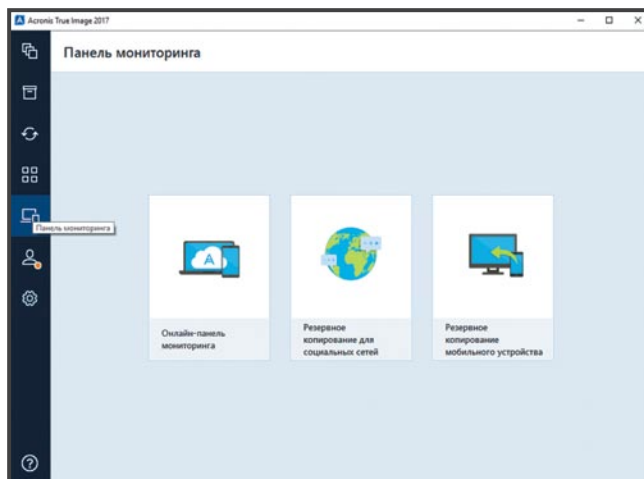 Acronis True Image 2017
Панель мониторинга
Панель мониторинга
Онлайн-панель
мониторинга
Резервное
копирование для
социальных сетей
Резервное
копирование
мобильного устройства